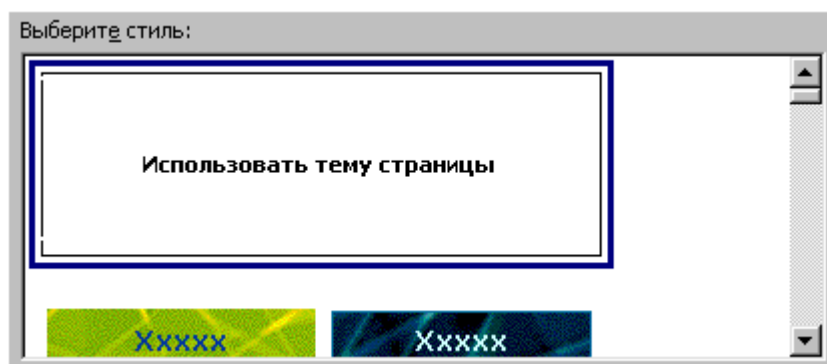 Выберите стиль:
Использовать тему страницы
Xxxxx Xxxxx